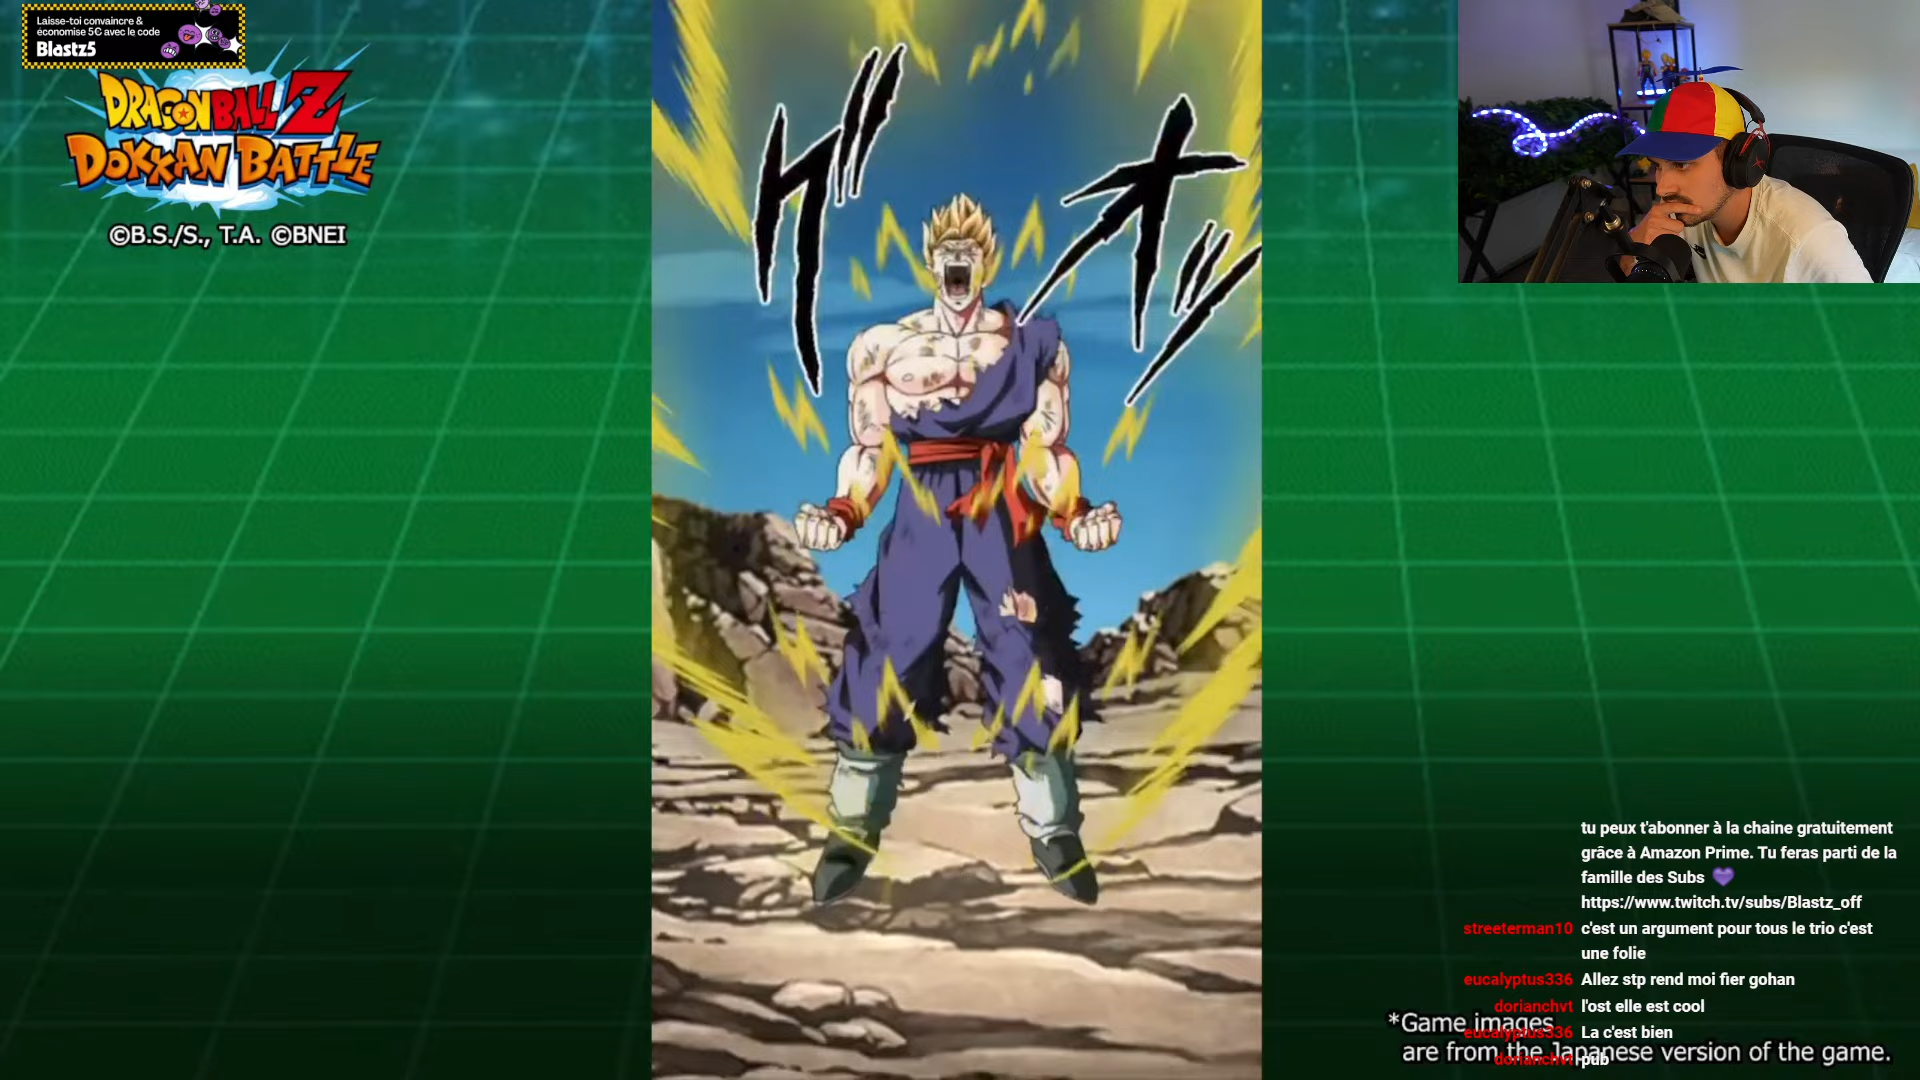 Laisse-toi convaincre &
économise 5€ avec le code
Blastz5
DRAGON BALL Z
DOKKAN BATTLE
©B.S./S., T.A. ©BNEI
グオッ
tu peux t'abonner à la chaine gratuitement
grâce à Amazon Prime. Tu feras parti de la
famille des Subs 💜
https://www.twitch.tv/subs/Blastz_off
streeterman10 c'est un argument pour tous le trio c'est
une folie
eucalyptus336 Allez stp rend moi fier gohan
dorianchvt l'ost elle est cool
eucalyptus336 La c'est bien
dorianchvt pub
*Game images
are from the Japanese version of the game.